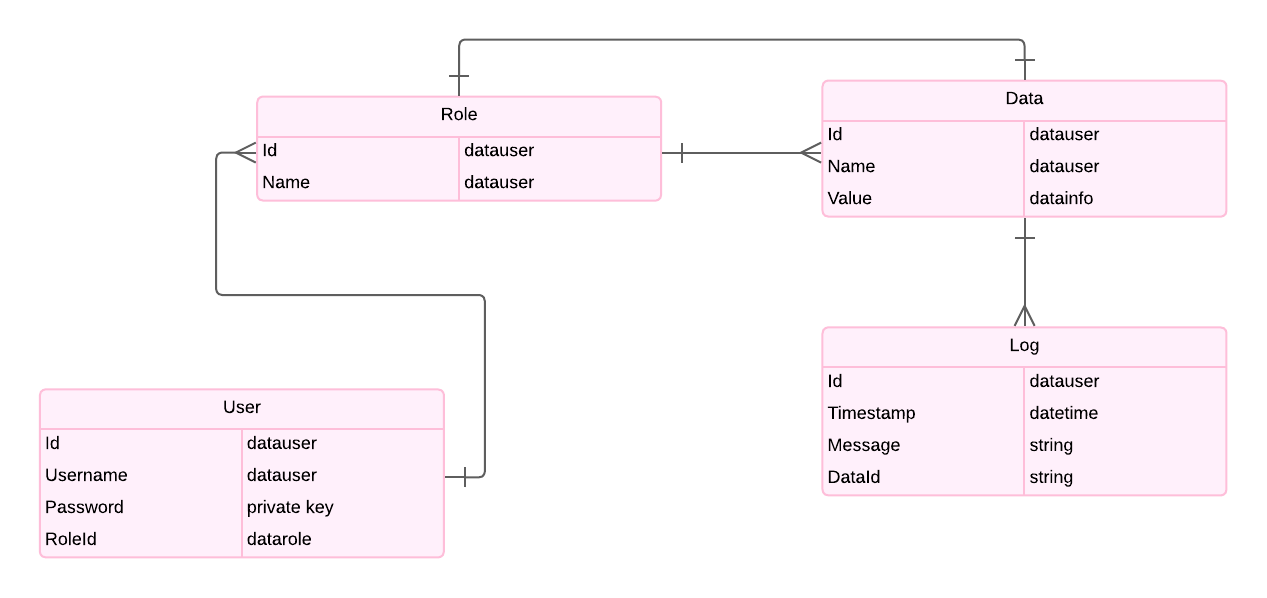 Role
Id datauser
Name datauser
Data
Id datauser
Name datauser
Value datainfo
User
Id datauser
Username datauser
Password private key
RoleId datarole
Log
Id datauser
Timestamp datetime
Message string
DataId string